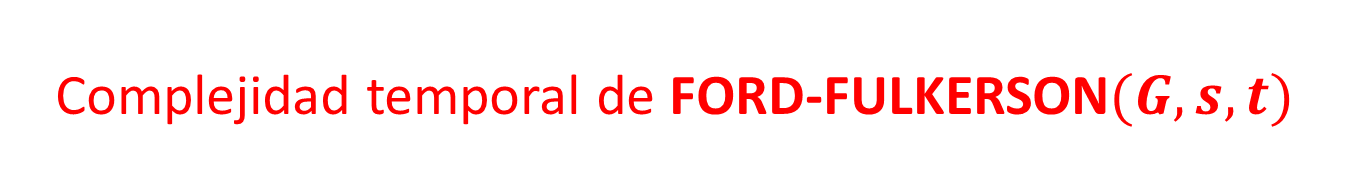 Complejidad temporal de FORD-FULKERSON(G, s, t)